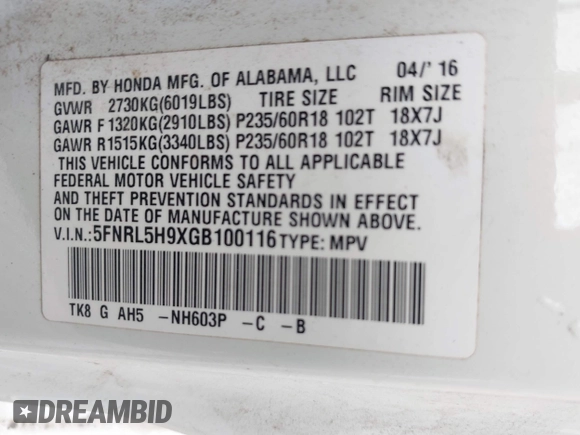 MFD. BY HONDA MFG. OF ALABAMA, LLC 04/' 16
GVWR 2730KG(6019LBS) TIRE SIZE RIM SIZE
GAWR F1320KG(2910LBS) P235/60R18 102T 18X7J
GAWR R1515KG(3340LBS) P235/60R18 102T 18X7J
THIS VEHICLE CONFORMS TO ALL APPLICABLE
FEDERAL MOTOR VEHICLE SAFETY
AND THEFT PREVENTION STANDARDS IN EFFECT
ON THE DATE OF MANUFACTURE SHOWN ABOVE.
V.I.N.:5FNRL5H9XGB100116 TYPE: MPV
TK8 G AH5 -NH603P -C -B
DREAMBID